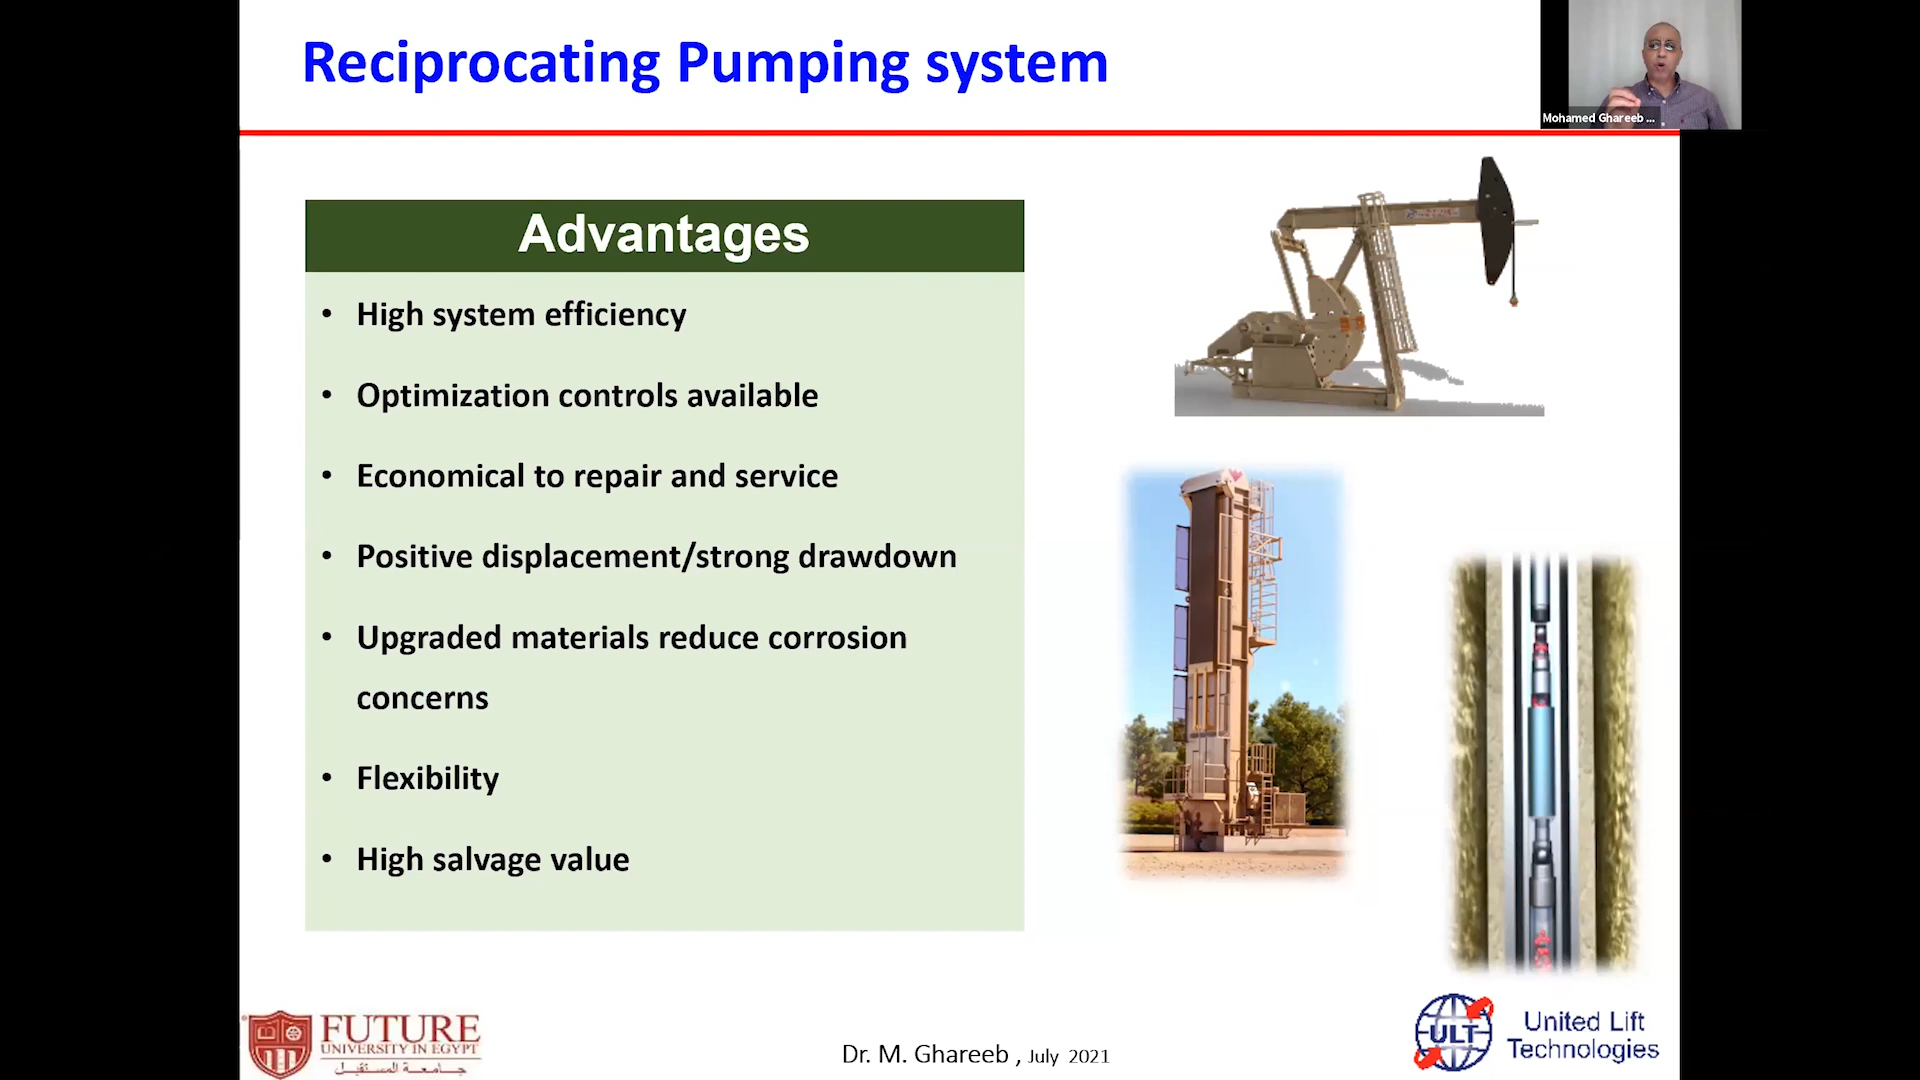 Reciprocating Pumping system
Mohamed Ghareeb ...
Advantages
• High system efficiency
• Optimization controls available
• Economical to repair and service
• Positive displacement/strong drawdown
• Upgraded materials reduce corrosion
concerns
• Flexibility
• High salvage value
FUTURE
UNIVERSITY IN EGYPT
جامعة المستقبل
Dr. M. Ghareeb , July 2021
ULT
United Lift
Technologies